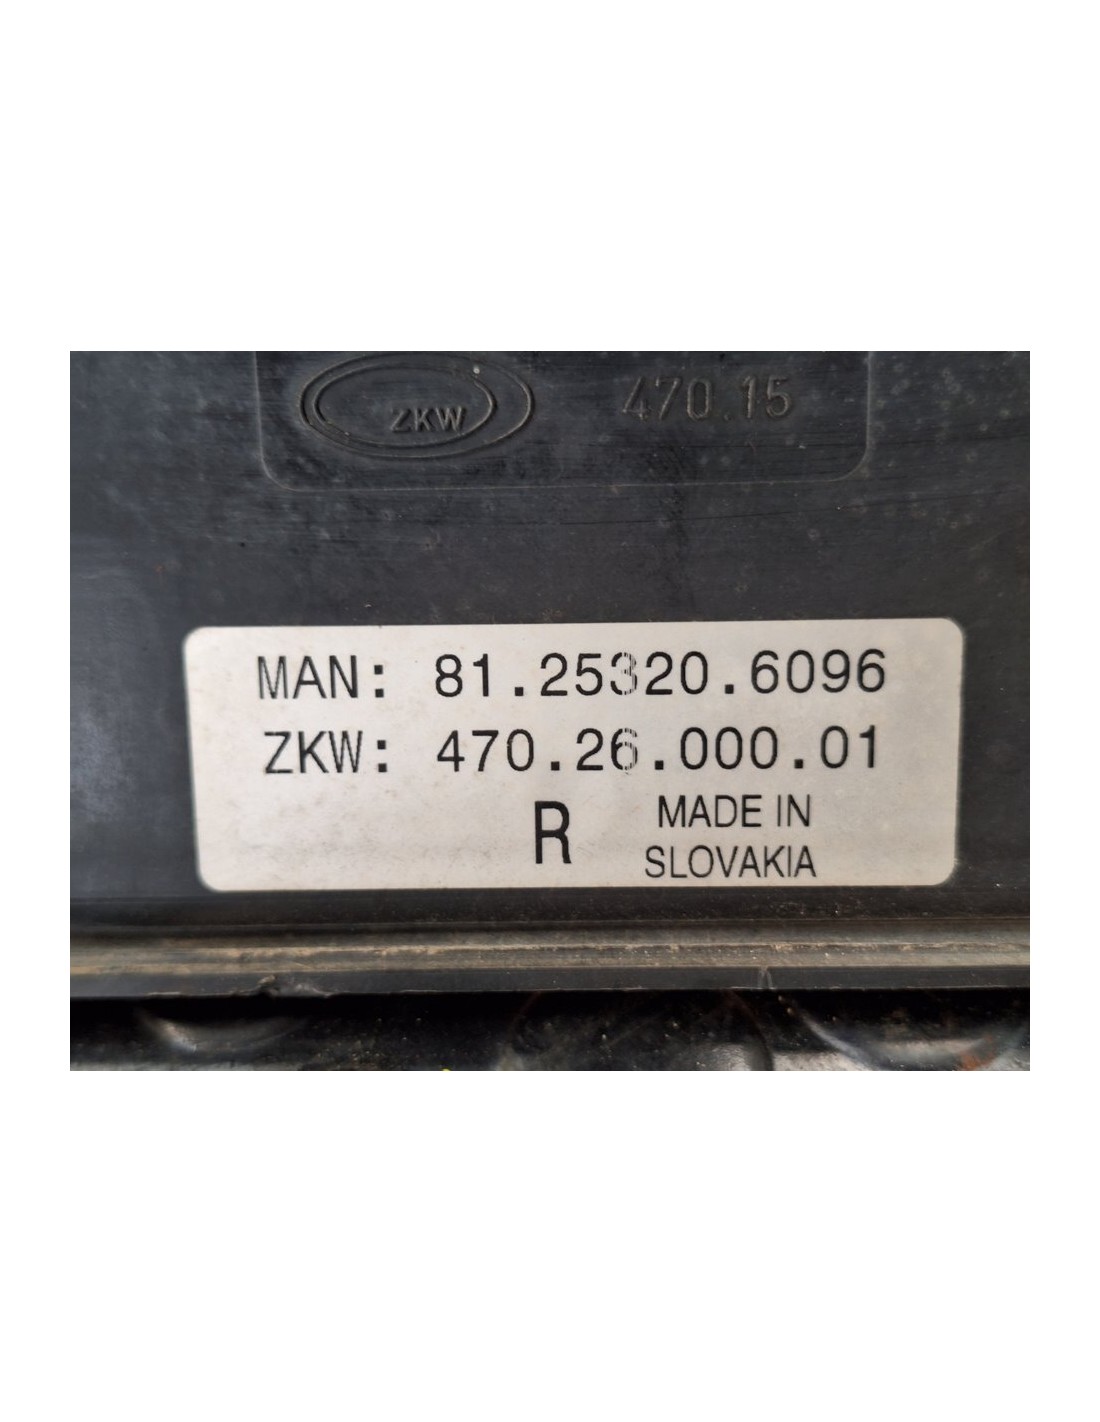 ZKW 470.15
MAN: 81.25320.6096
ZKW: 470.26.000.01
R MADE IN
SLOVAKIA